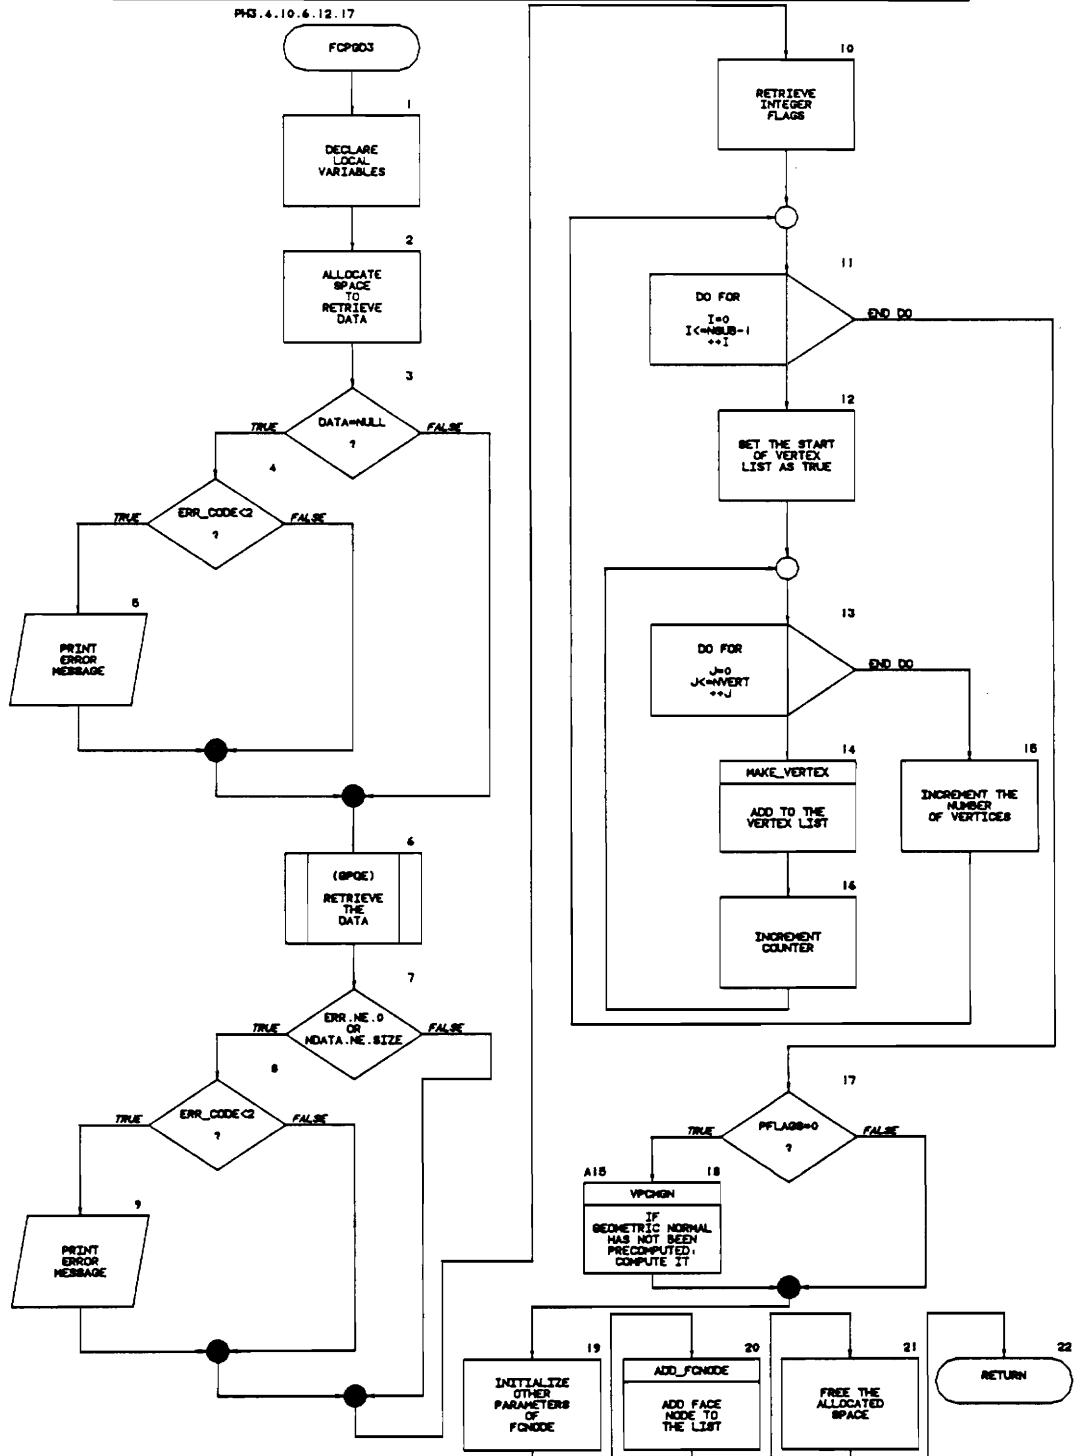 PH3.4.10.6.12.17
FCPGD3
1
DECLARE
LOCAL
VARIABLES
2
ALLOCATE
SPACE
TO
RETRIEVE
DATA
3
DATA=NULL
?
TRUE
FALSE
4
ERR_CODE<2
?
TRUE
FALSE
5
PRINT
ERROR
MESSAGE
6
(GPQE)
RETRIEVE
THE
DATA
7
ERR.NE.0
OR
NDATA.NE.SIZE
TRUE
FALSE
8
ERR_CODE<2
?
TRUE
FALSE
9
PRINT
ERROR
MESSAGE
10
RETRIEVE
INTEGER
FLAGS
11
DO FOR
I=0
I<=NSUB-1
++I
END DO
12
SET THE START
OF VERTEX
LIST AS TRUE
13
DO FOR
J=0
J<=NVERT
++J
END DO
14
MAKE_VERTEX
ADD TO THE
VERTEX LIST
15
INCREMENT THE
NUMBER
OF VERTICES
16
INCREMENT
COUNTER
17
PFLAGS=0
?
TRUE
FALSE
A15
18
VPCMGN
IF
GEOMETRIC NORMAL
HAS NOT BEEN
PRECOMPUTED,
COMPUTE IT
19
INITIALIZE
OTHER
PARAMETERS
OF
FCNODE
20
ADD_FCNODE
ADD FACE
NODE TO
THE LIST
21
FREE THE
ALLOCATED
SPACE
22
RETURN